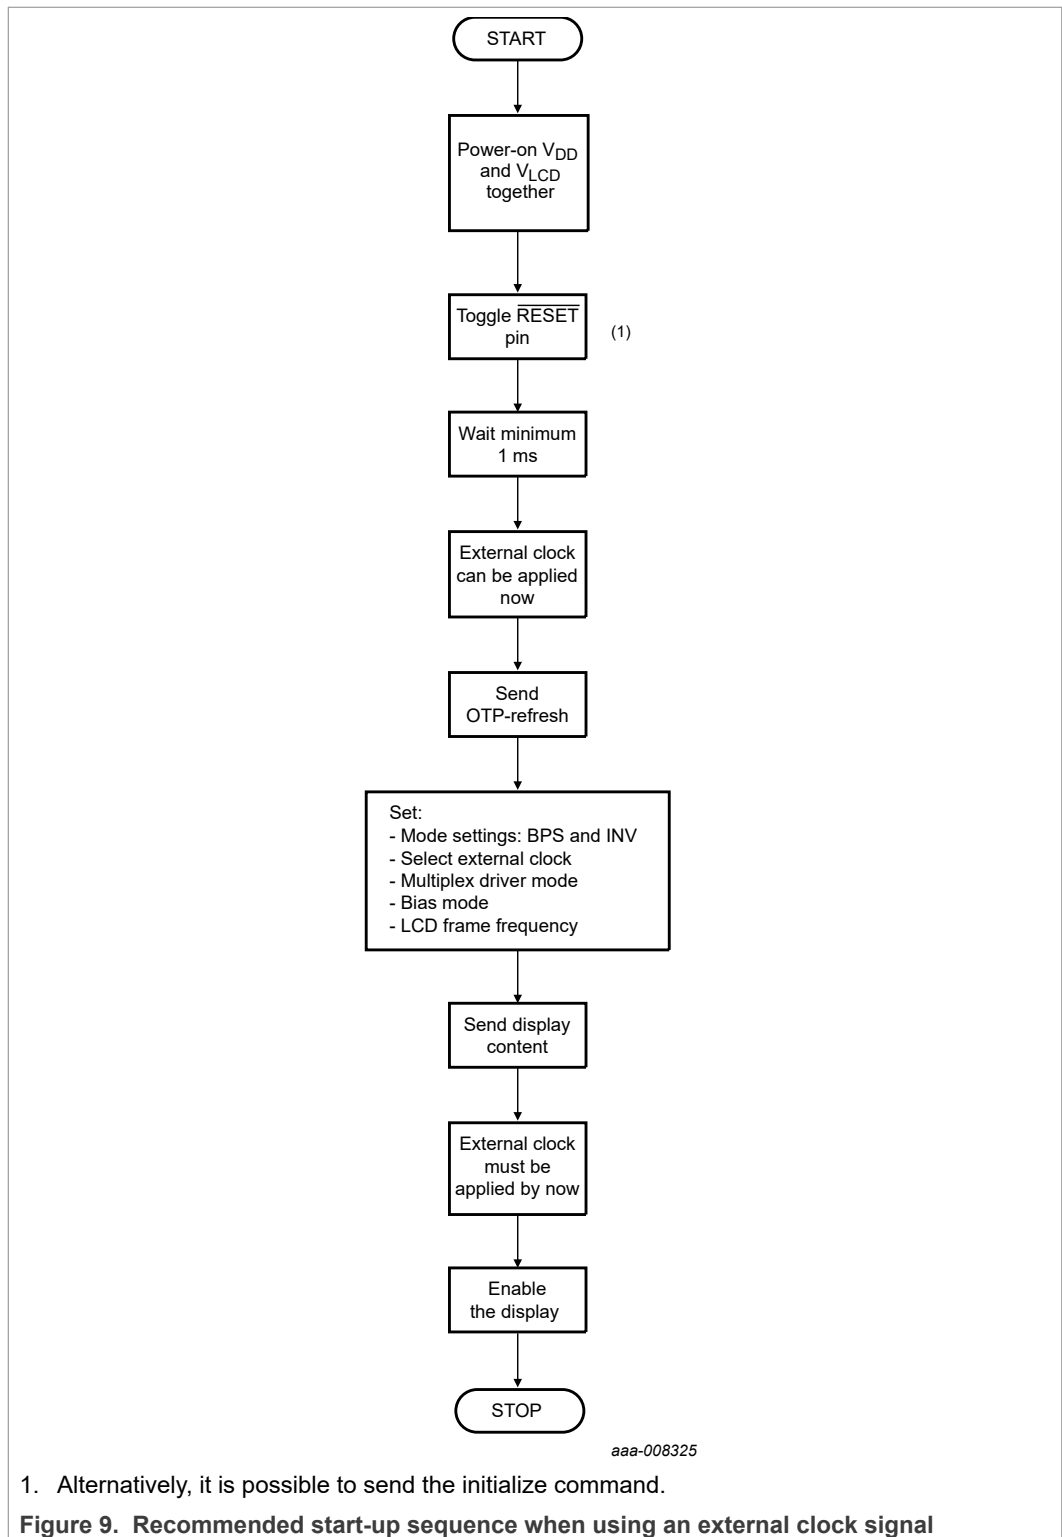 START
Power-on VDD
and VLCD
together
Toggle RESET
pin
(1)
Wait minimum
1 ms
External clock
can be applied
now
Send
OTP-refresh
Set:
- Mode settings: BPS and INV
- Select external clock
- Multiplex driver mode
- Bias mode
- LCD frame frequency
Send display
content
External clock
must be
applied by now
Enable
the display
STOP
aaa-008325
1. Alternatively, it is possible to send the initialize command.
Figure 9. Recommended start-up sequence when using an external clock signal